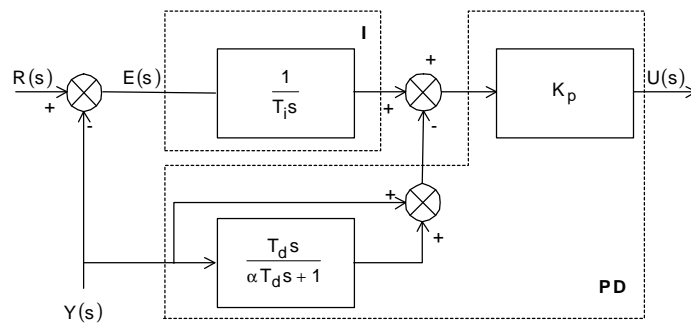 I
+
R(s)
E(s)
1
T_i s
K_p
U(s)
+
-
+
-
+
+
T_d s
αT_d s + 1
PD
Y(s)